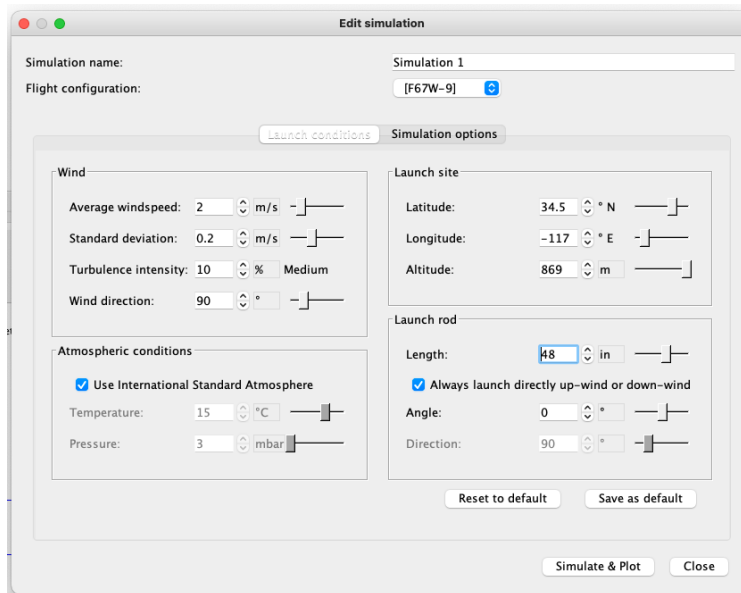 Edit simulation
Simulation name: Simulation 1
Flight configuration: [F67W-9]
Launch conditions Simulation options
Wind
Average windspeed: 2 m/s
Standard deviation: 0.2 m/s
Turbulence intensity: 10 % Medium
Wind direction: 90 °
Atmospheric conditions
Use International Standard Atmosphere
Temperature: 15 °C
Pressure: 3 mbar
Launch site
Latitude: 34.5 ° N
Longitude: -117 ° E
Altitude: 869 m
Launch rod
Length: 48 in
Always launch directly up-wind or down-wind
Angle: 0 °
Direction: 90 °
Reset to default Save as default
Simulate & Plot Close